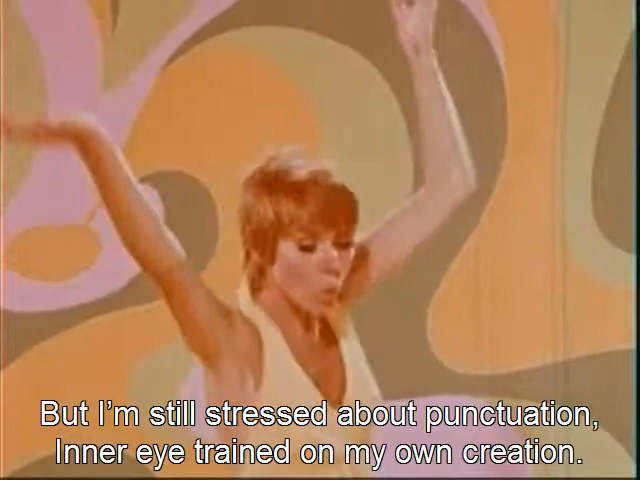 But I'm still stressed about punctuation,
Inner eye trained on my own creation.